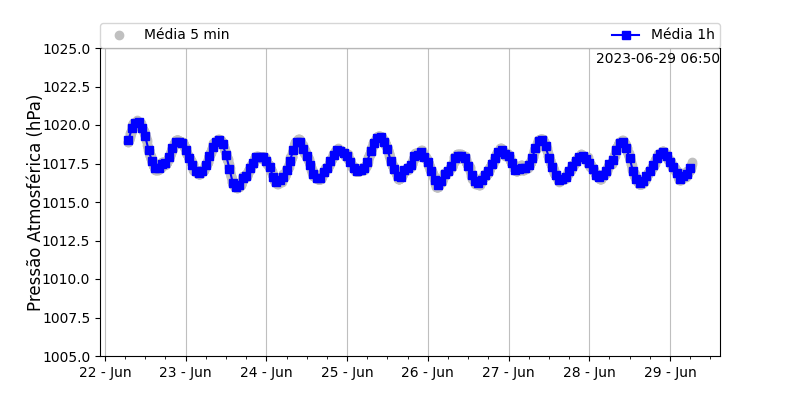 Média 5 min
Média 1h
2023-06-29 06:50
Pressão Atmosférica (hPa)
1025.0
1022.5
1020.0
1017.5
1015.0
1012.5
1010.0
1007.5
1005.0
22 - Jun
23 - Jun
24 - Jun
25 - Jun
26 - Jun
27 - Jun
28 - Jun
29 - Jun